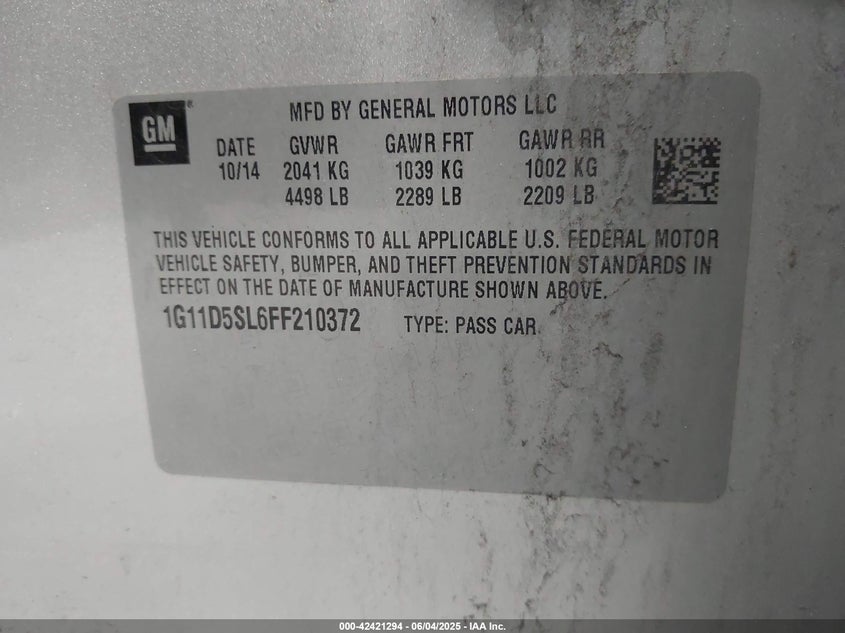 GM ®
MFD BY GENERAL MOTORS LLC
DATE GVWR GAWR FRT GAWR RR
10/14 2041 KG 1039 KG 1002 KG
4498 LB 2289 LB 2209 LB
THIS VEHICLE CONFORMS TO ALL APPLICABLE U.S. FEDERAL MOTOR
VEHICLE SAFETY, BUMPER, AND THEFT PREVENTION STANDARDS IN
EFFECT ON THE DATE OF MANUFACTURE SHOWN ABOVE.
1G11D5SL6FF210372 TYPE: PASS CAR
000-42421294 - 06/04/2025 - IAA Inc.